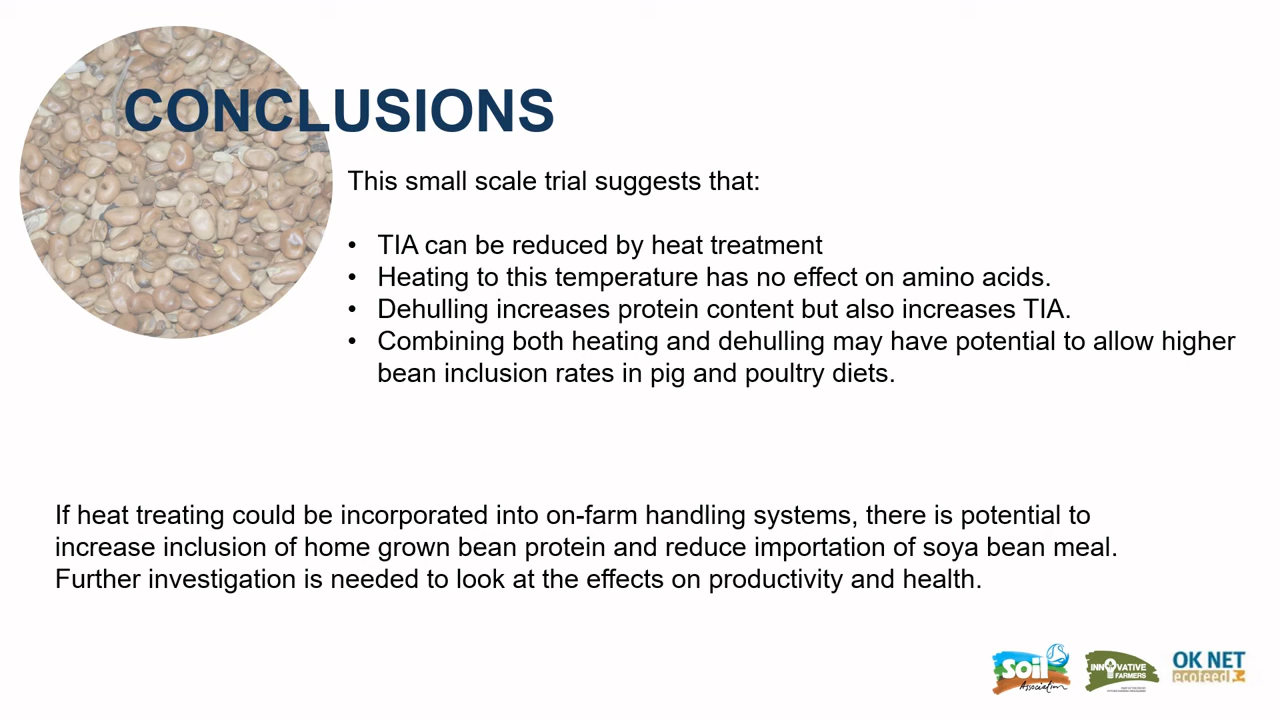 CONCLUSIONS
This small scale trial suggests that:
• TIA can be reduced by heat treatment
• Heating to this temperature has no effect on amino acids.
• Dehulling increases protein content but also increases TIA.
• Combining both heating and dehulling may have potential to allow higher
bean inclusion rates in pig and poultry diets.
If heat treating could be incorporated into on-farm handling systems, there is potential to
increase inclusion of home grown bean protein and reduce importation of soya bean meal.
Further investigation is needed to look at the effects on productivity and health.
soil
Association
INNOVATIVE
FARMERS
OK NET
ecofeed